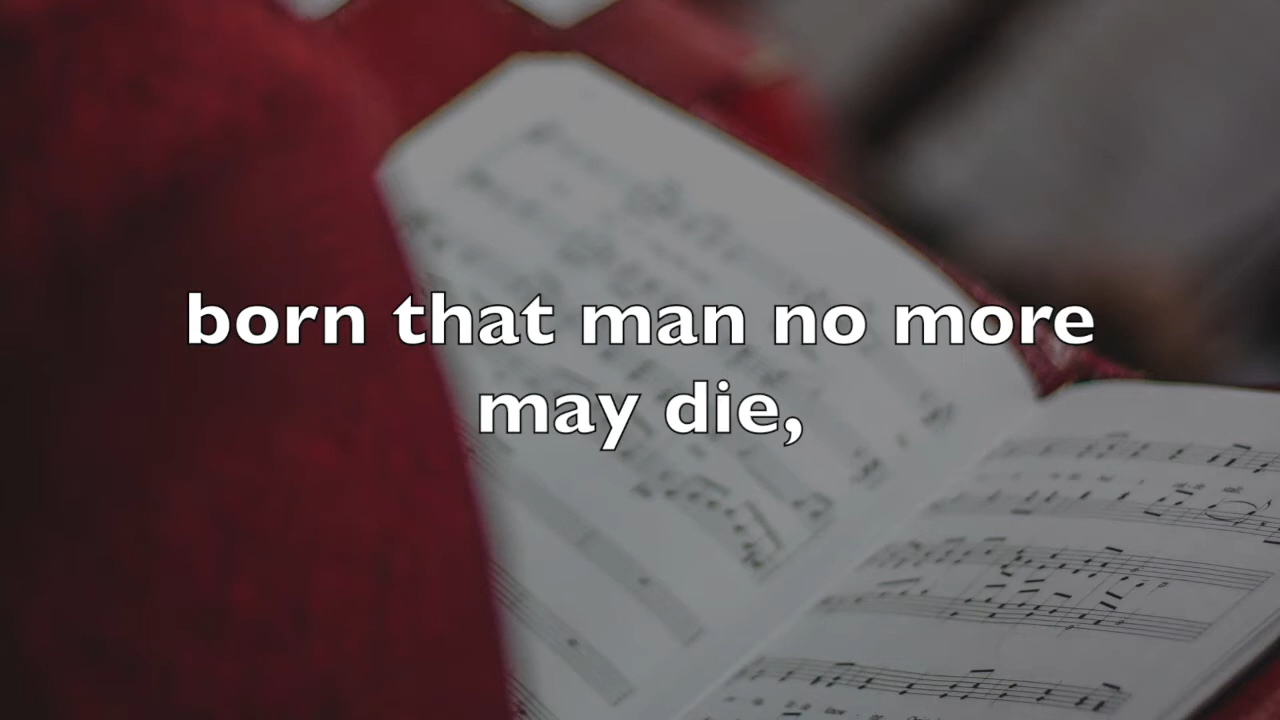 born that man no more
may die,